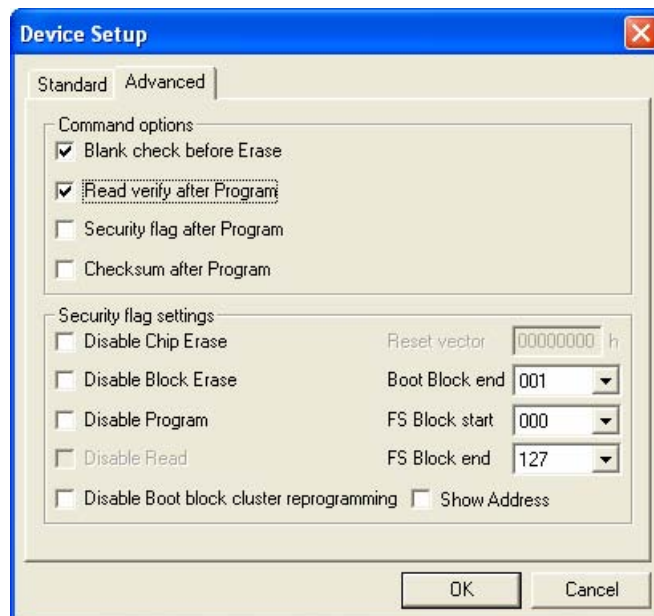 Device Setup
Standard Advanced
Command options
Blank check before Erase
Read verify after Program
Security flag after Program
Checksum after Program
Security flag settings
Disable Chip Erase Reset vector 00000000 h
Disable Block Erase Boot Block end 001
Disable Program FS Block start 000
Disable Read FS Block end 127
Disable Boot block cluster reprogramming Show Address
OK Cancel